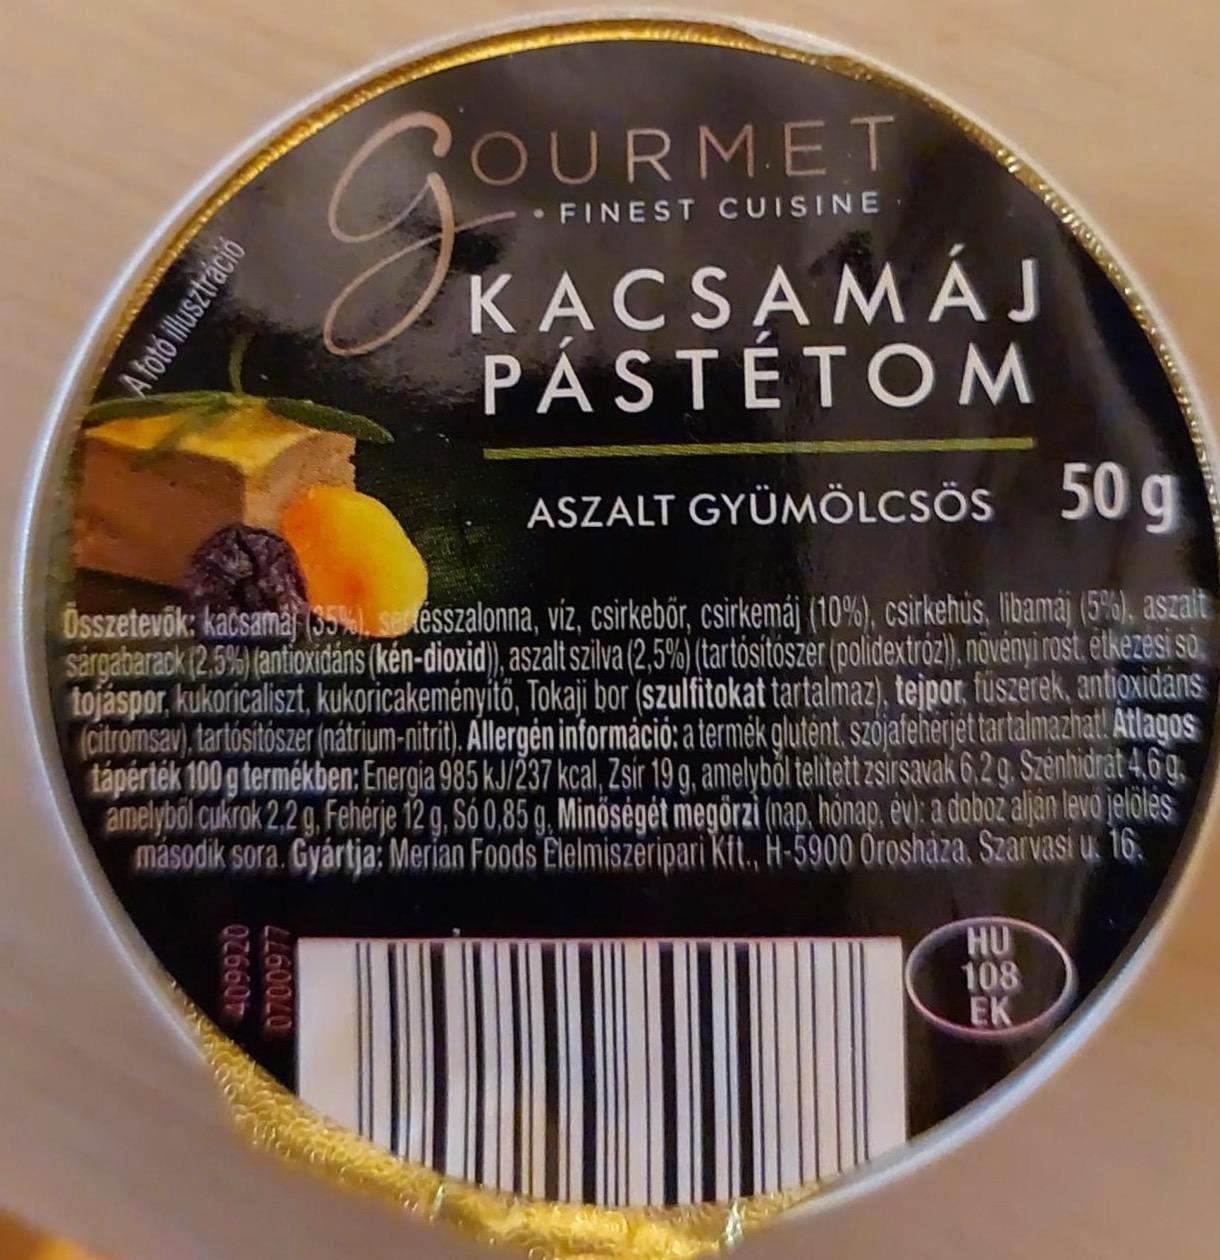 GOURMET
• FINEST CUISINE •
KACSAMÁJ
PÁSTÉTOM
A fotó illusztráció
ASZALT GYÜMÖLCSÖS
50 g
Összetevők: kacsamáj (35%), sertésszalonna, víz, csirkebőr, csirkemáj (10%), csirkehús, libamáj (5%), aszalt
sárgabarack (2,5%) (antioxidáns (kén-dioxid)), aszalt szilva (2,5%) (tartósítószer (polidextróz)), növényi rost, étkezési só,
tojáspor, kukoricaliszt, kukoricakeményítő, Tokaji bor (szulfitokat tartalmaz), tejpor, fűszerek, antioxidáns
(citromsav), tartósítószer (nátrium-nitrit). Allergén információ: a termék glutént, szójafehérjét tartalmazhat! Átlagos
tápérték 100 g termékben: Energia 985 kJ/237 kcal, Zsír 19 g, amelyből telített zsírsavak 6,2 g, Szénhidrát 4,6 g,
amelyből cukrok 2,2 g, Fehérje 12 g, Só 0,85 g. Minőségét megőrzi (nap, hónap, év): a doboz alján levő jelölés
második sora. Gyártja: Merian Foods Élelmiszeripari Kft., H-5900 Orosháza, Szarvasi u. 16.
409920
07700977
HU
108
EK